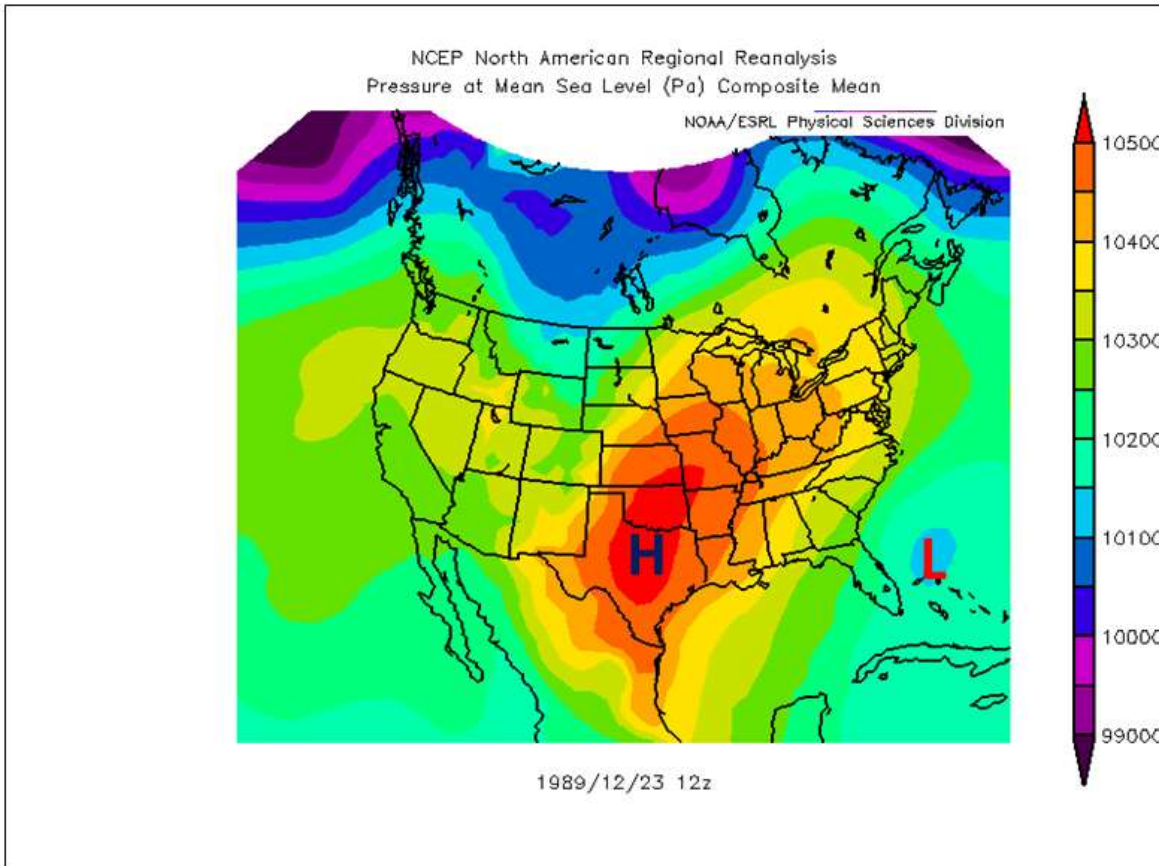 NCEP North American Regional Reanalysis
Pressure at Mean Sea Level (Pa) Composite Mean
NOAA/ESRL Physical Sciences Division
10500
10400
10300
10200
10100
10000
99000
H
L
1989/12/23 12z